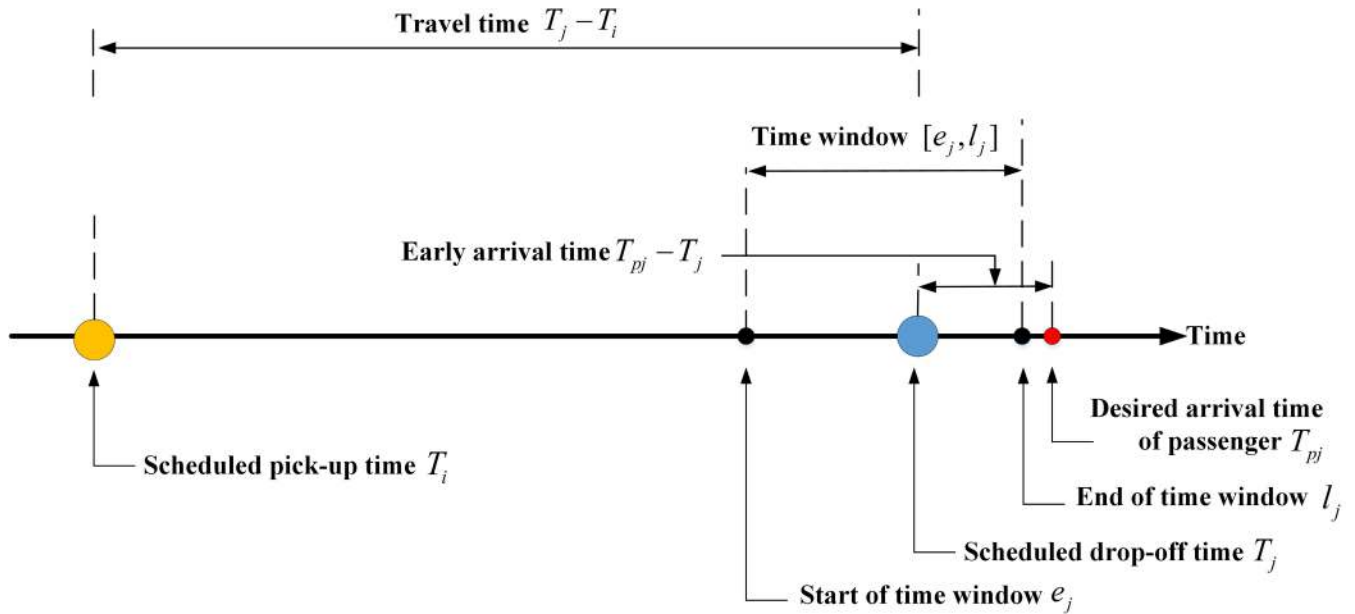 Travel time T_j − T_i
Time window [e_j, l_j]
Early arrival time T_pj − T_j
Time
Desired arrival time
of passenger T_pj
Scheduled pick-up time T_i
End of time window l_j
Scheduled drop-off time T_j
Start of time window e_j